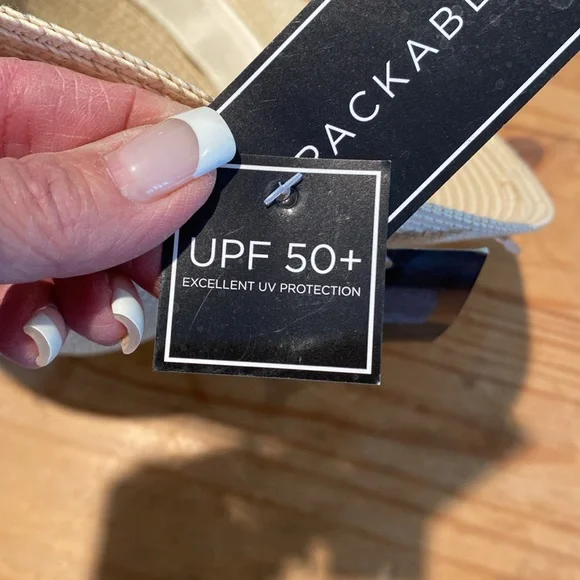 PACKABL
UPF 50+
EXCELLENT UV PROTECTION